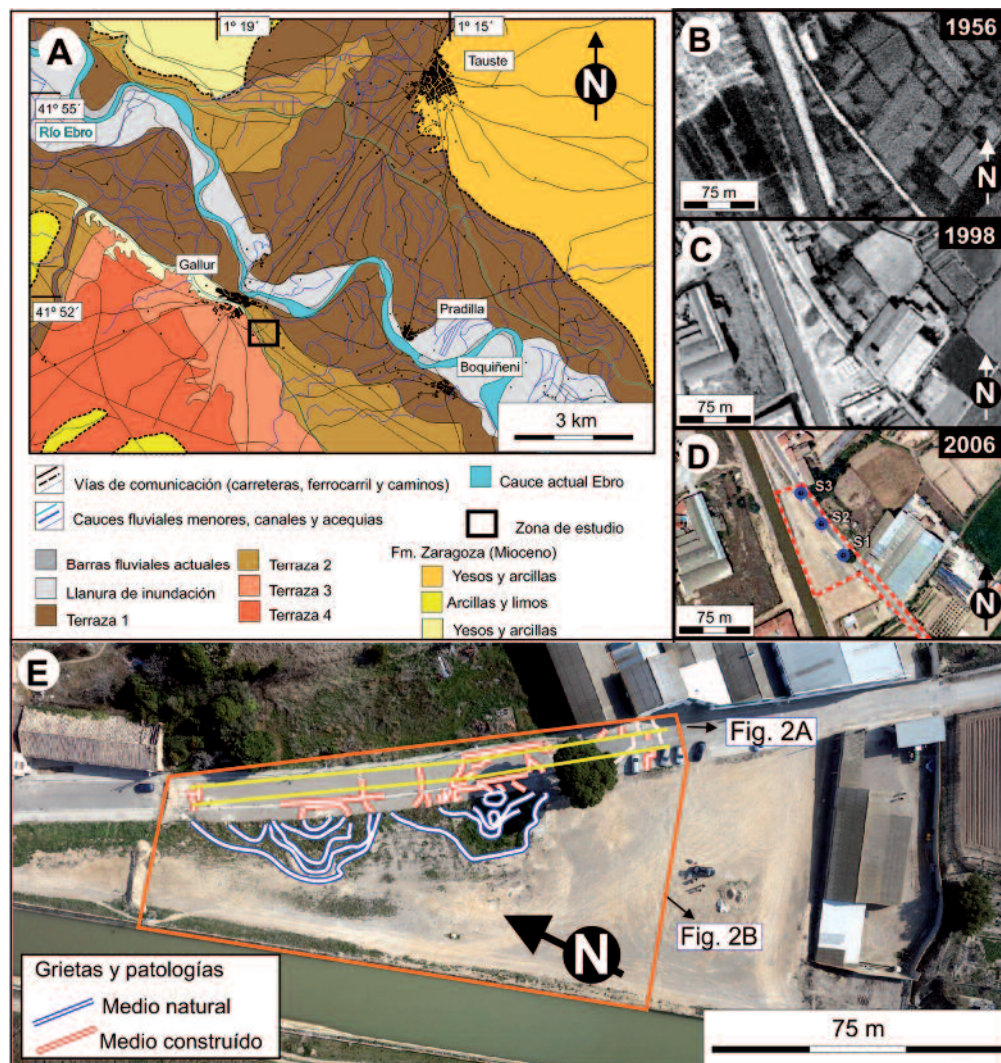 A
1º 19´
1º 15´
Tauste
N
41º 55´
Río Ebro
Gallur
41º 52´
Pradilla
Boquiñeni
3 km
Vías de comunicación (carreteras, ferrocarril y caminos)
Cauce actual Ebro
Cauces fluviales menores, canales y acequias
Zona de estudio
Barras fluviales actuales
Llanura de inundación
Terraza 1
Terraza 2
Terraza 3
Terraza 4
Fm. Zaragoza (Mioceno)
Yesos y arcillas
Arcillas y limos
Yesos y arcillas
B
1956
75 m
N
C
1998
75 m
N
D
2006
S3
S2
S1
75 m
N
E
Fig. 2A
Fig. 2B
N
Grietas y patologías
Medio natural
Medio construído
75 m